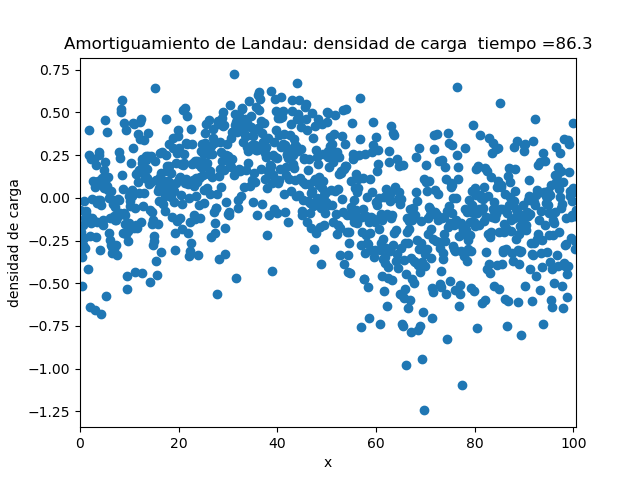 Amortiguamiento de Landau: densidad de carga  tiempo =86.3
0.75
0.50
0.25
0.00
−0.25
−0.50
−0.75
−1.00
−1.25
densidad de carga
0 20 40 60 80 100
x